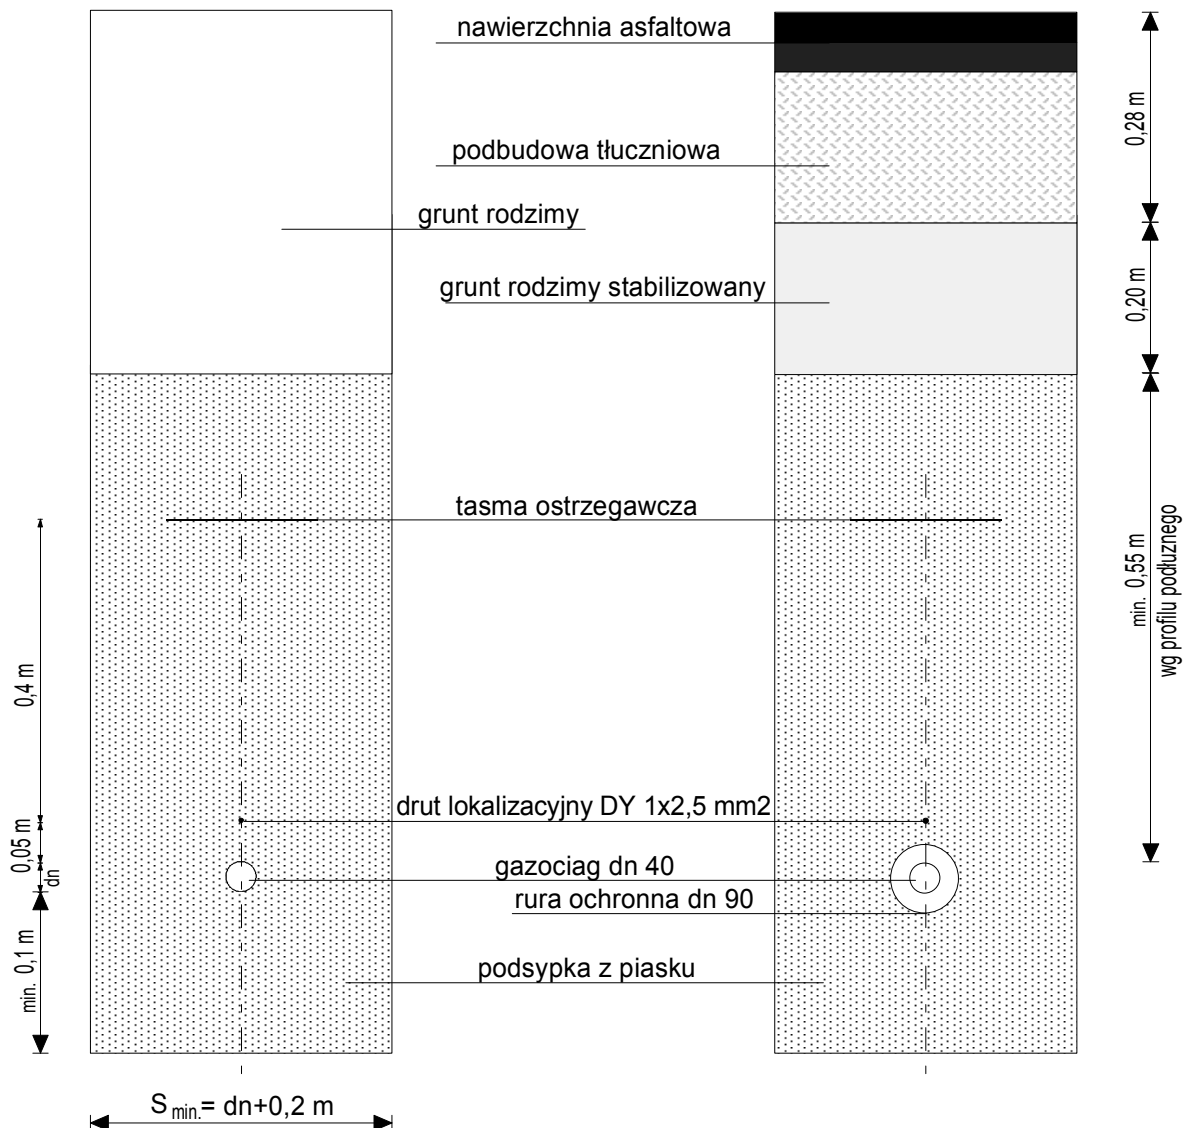 nawierzchnia asfaltowa
podbudowa tłuczniowa
grunt rodzimy
grunt rodzimy stabilizowany
tasma ostrzegawcza
drut lokalizacyjny DY 1x2,5 mm2
gazociag dn 40
rura ochronna dn 90
podsypka z piasku
0,4 m
0,05 m
dn
min. 0,1 m
S min.= dn+0,2 m
0,28 m
0,20 m
min. 0,55 m
wg profilu podłuznego